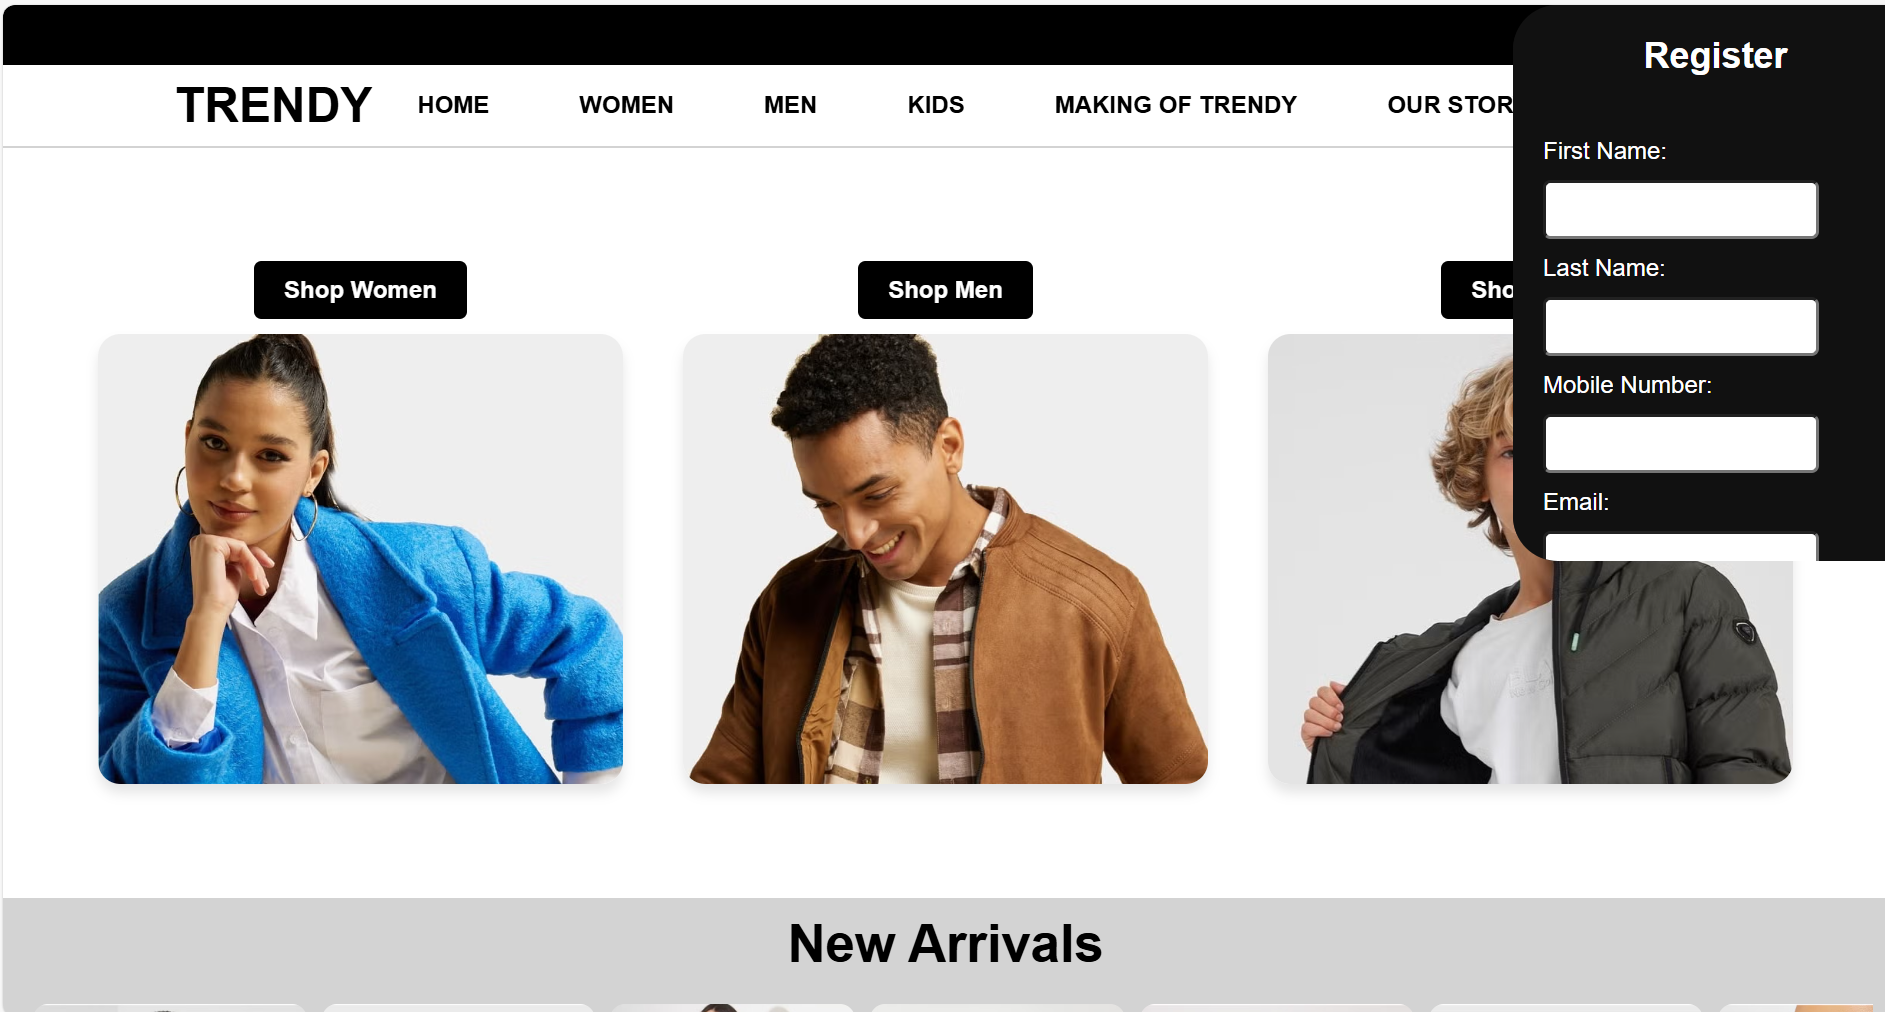 Register
TRENDY
HOME
WOMEN
MEN
KIDS
MAKING OF TRENDY
OUR STOR
First Name:
Last Name:
Mobile Number:
Email:
Shop Women
Shop Men
Sho
New Arrivals